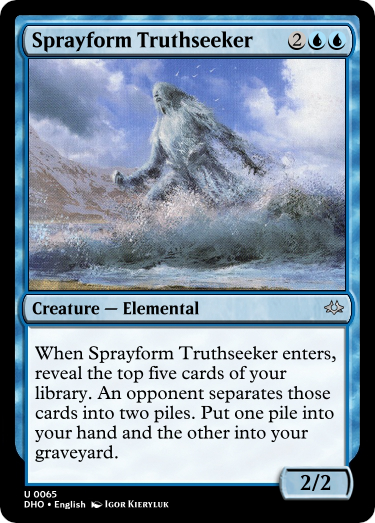 Sprayform Truthseeker 2
Creature — Elemental
When Sprayform Truthseeker enters,
reveal the top five cards of your
library. An opponent separates those
cards into two piles. Put one pile into
your hand and the other into your
graveyard.
2/2
U 0065
DHO • English Igor Kieryluk